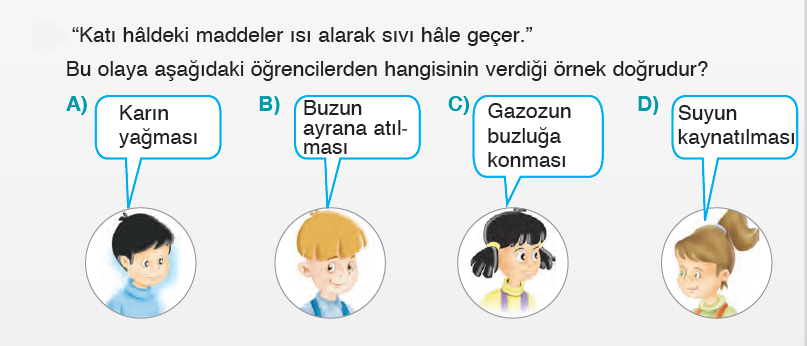 “Katı hâldeki maddeler ısı alarak sıvı hâle geçer.”
Bu olaya aşağıdaki öğrencilerden hangisinin verdiği örnek doğrudur?
A) Karın
yağması
B) Buzun
ayrana atıl-
ması
C) Gazozun
buzluğa
konması
D) Suyun
kaynatılması